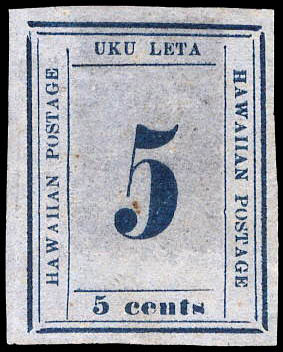 UKU LETA
HAWAIIAN POSTAGE
5
HAWAIIAN POSTAGE
5 cents